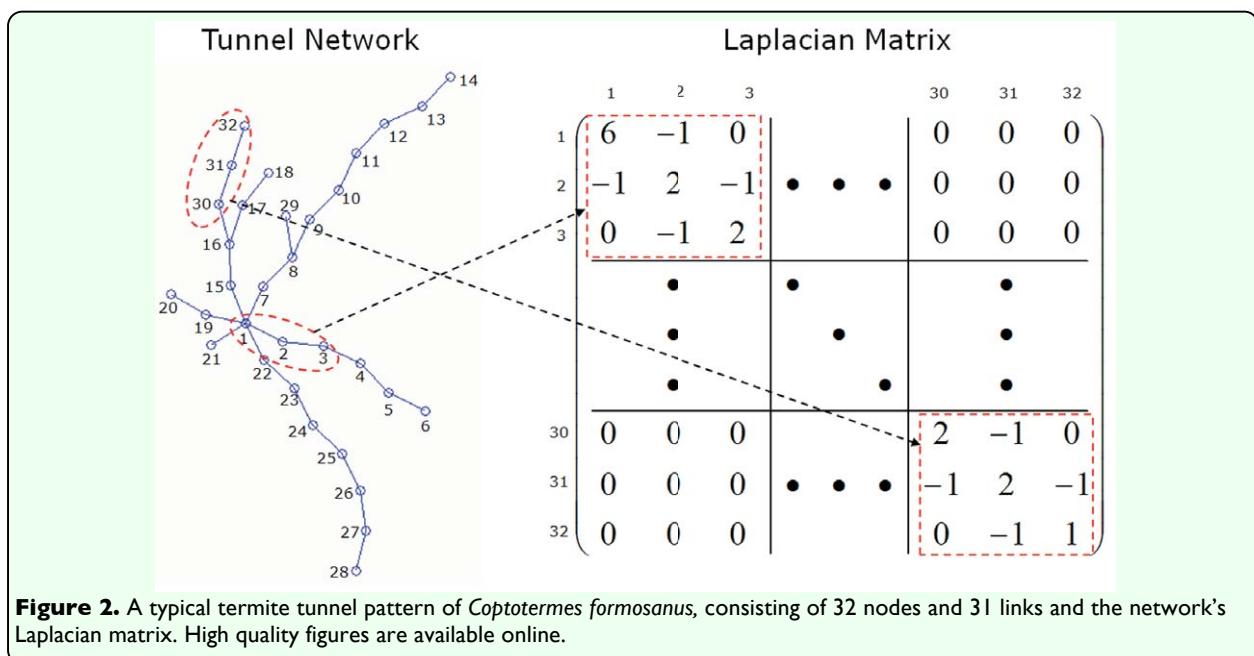 Tunnel Network
Laplacian Matrix
14
13
12
11
10
9
8
7
29
32
31
30
18
17
16
15
20
19
21
1
2
3
4
5
6
22
23
24
25
26
27
28
1 2 3 30 31 32
1 6 −1 0 0 0 0
2 −1 2 −1 • • • 0 0 0
3 0 −1 2 0 0 0
• • •
• • •
• • •
30 0 0 0 2 −1 0
31 0 0 0 • • • −1 2 −1
32 0 0 0 0 −1 1
Figure 2. A typical termite tunnel pattern of Coptotermes formosanus, consisting of 32 nodes and 31 links and the network's
Laplacian matrix. High quality figures are available online.